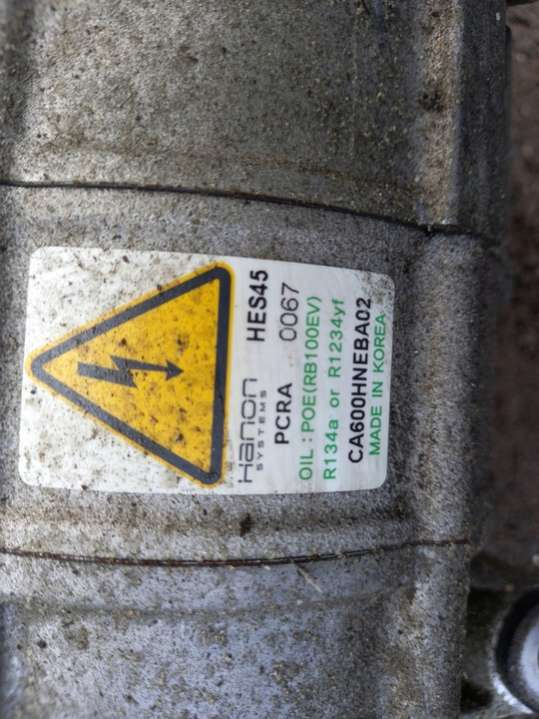 HANON HES45
SYSTEMS
PCRA 0067
OIL : POE(RB100EV)
R134a or R1234yf
CA600HNEBA02
MADE IN KOREA